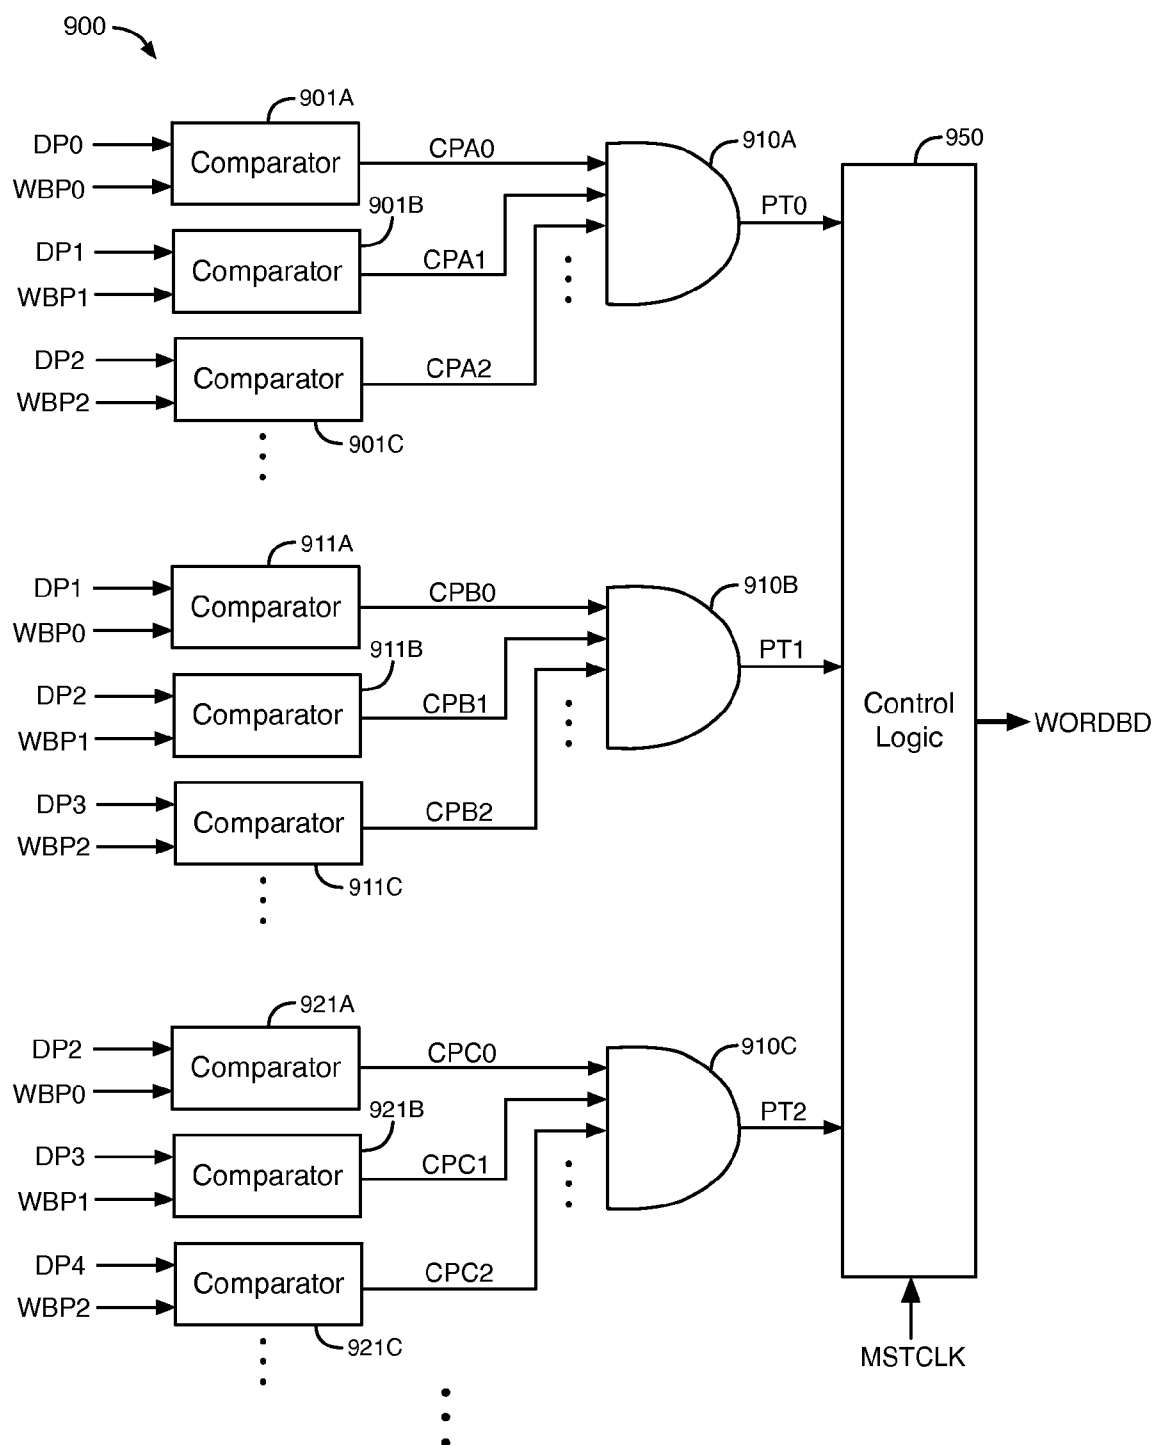 900
901A
DP0
WBP0
Comparator
CPA0
910A
950
901B
DP1
WBP1
Comparator
CPA1
PT0
DP2
WBP2
Comparator
CPA2
901C
911A
DP1
WBP0
Comparator
CPB0
910B
911B
DP2
WBP1
Comparator
CPB1
PT1
Control
Logic
WORDBD
DP3
WBP2
Comparator
CPB2
911C
921A
DP2
WBP0
Comparator
CPC0
910C
921B
DP3
WBP1
Comparator
CPC1
PT2
DP4
WBP2
Comparator
CPC2
921C
MSTCLK